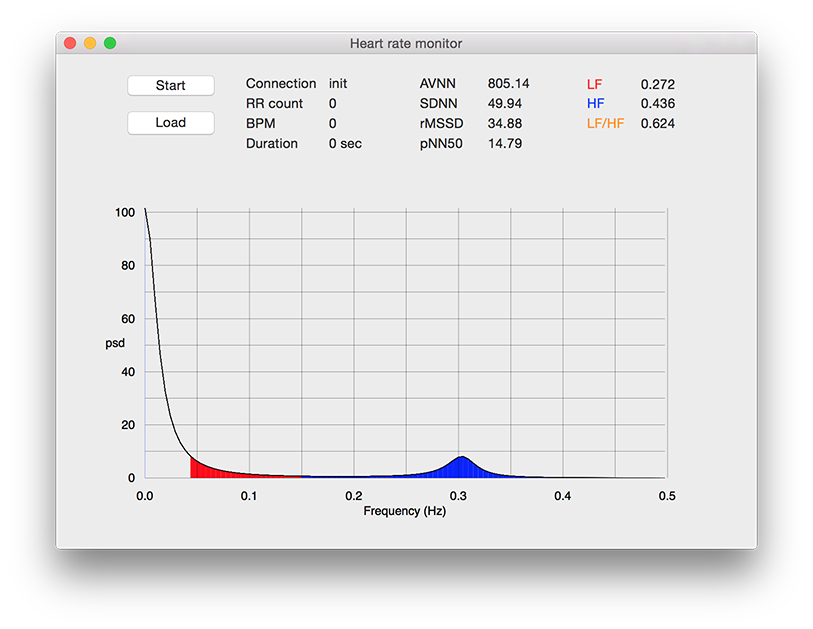 Heart rate monitor
Start
Load
Connection init
RR count 0
BPM 0
Duration 0 sec
AVNN 805.14
SDNN 49.94
rMSSD 34.88
pNN50 14.79
LF 0.272
HF 0.436
LF/HF 0.624
100
80
60
psd
40
20
0
0.0 0.1 0.2 0.3 0.4 0.5
Frequency (Hz)